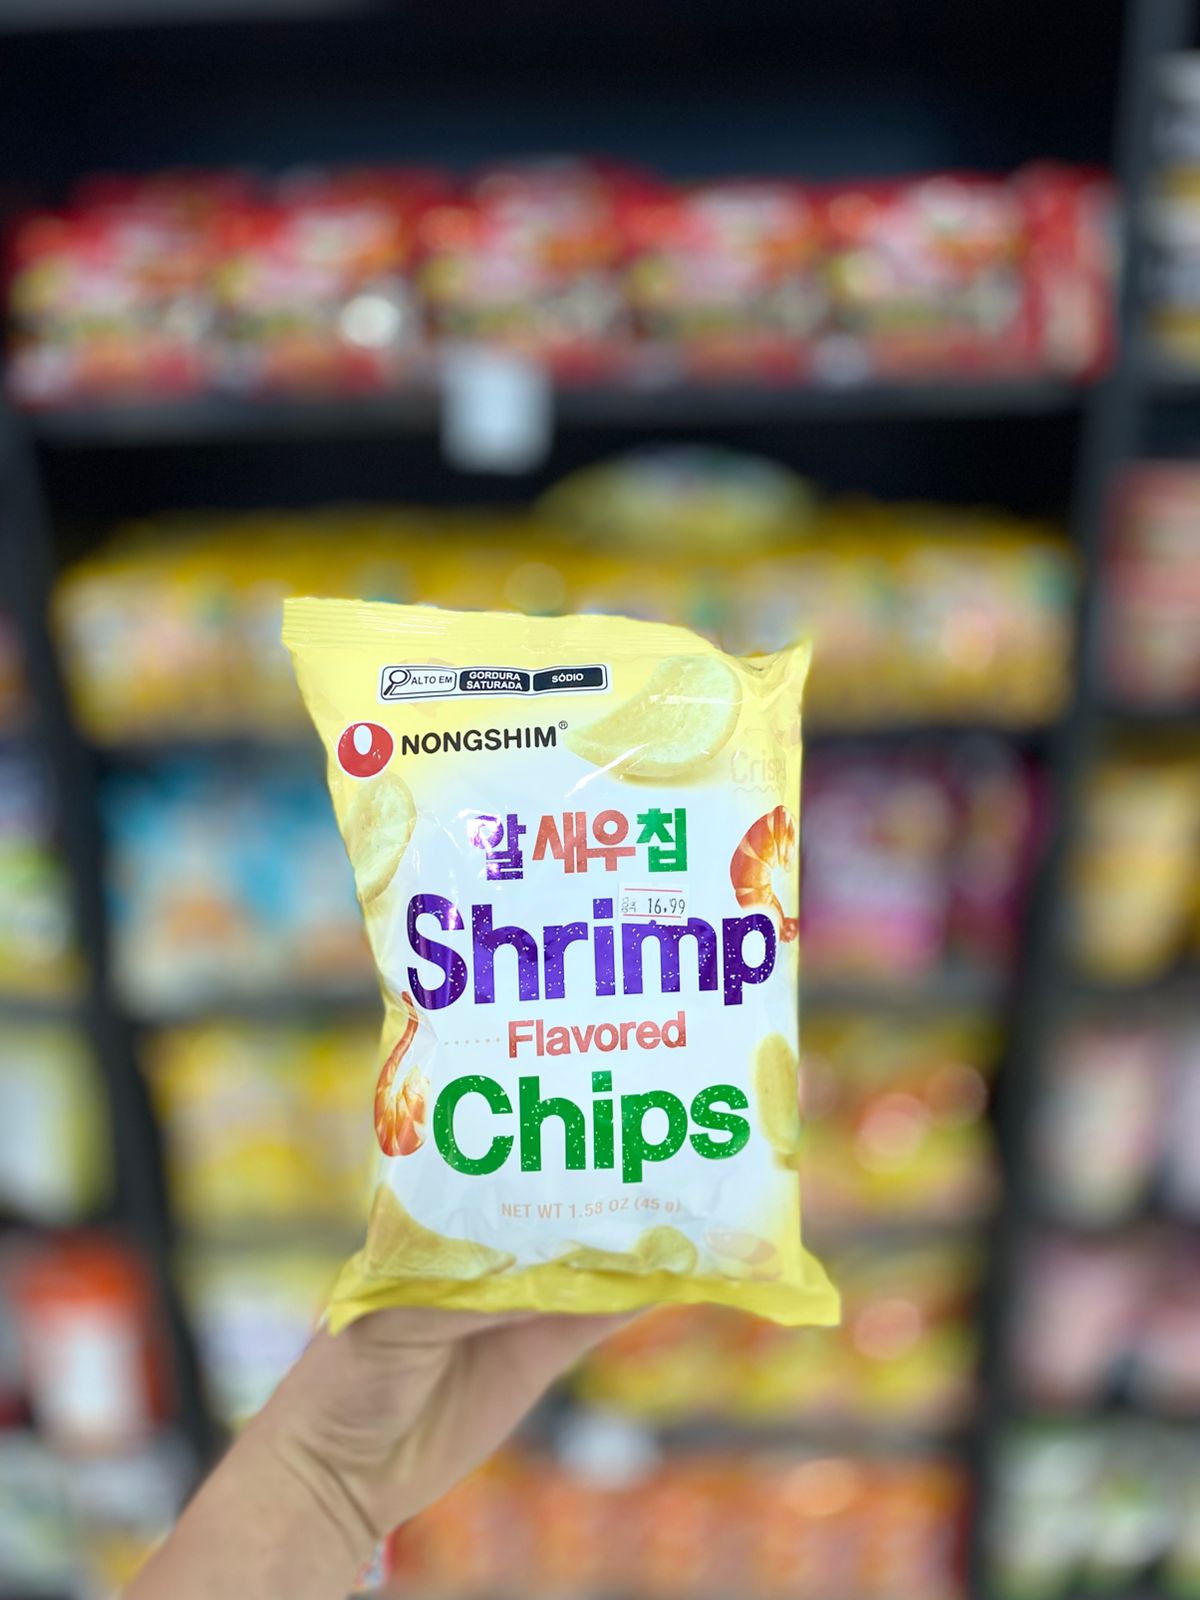 ALTO EM GORDURA SATURADA SÓDIO
NONGSHIM®
알새우칩
16.99
Shrimp
Flavored
Chips
NET WT 1.58 OZ (45 g)